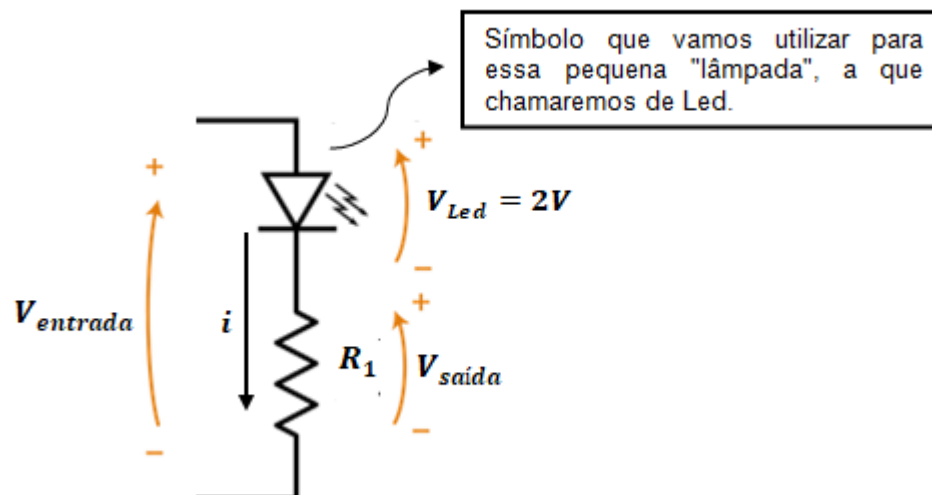 Símbolo que vamos utilizar para
essa pequena "lâmpada", a que
chamaremos de Led.
+
+
V_Led = 2V
−
+
V_entrada
i
R_1
V_saída
−
−